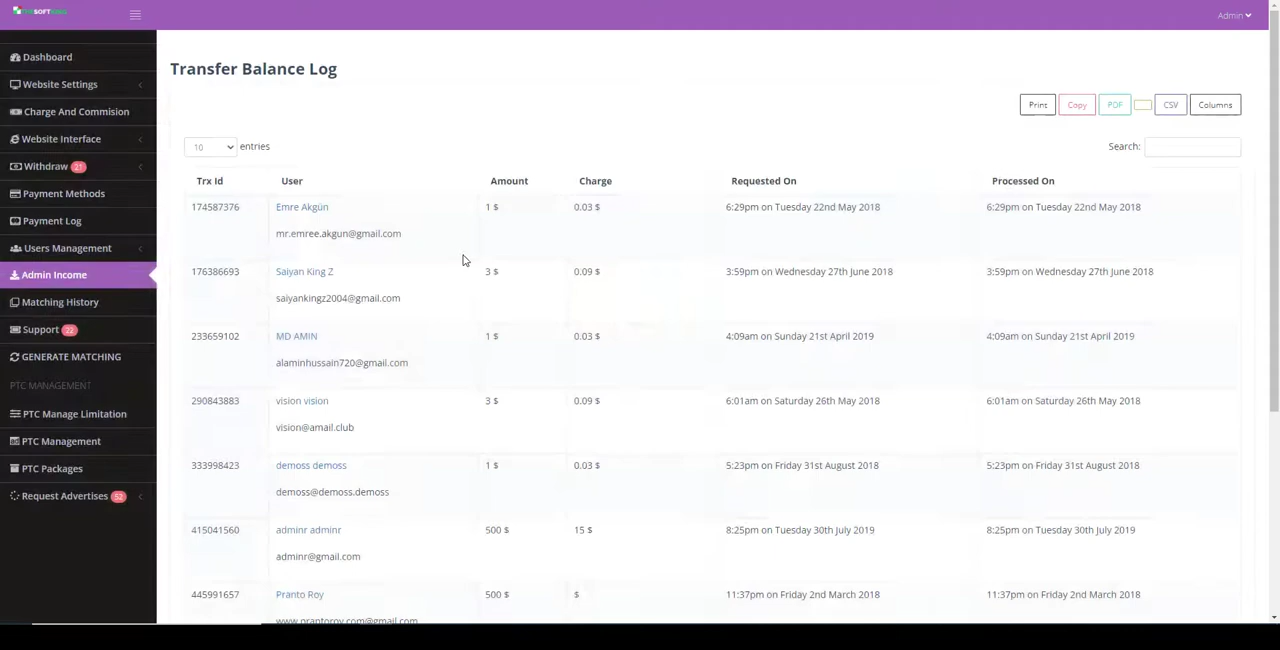 SOFT
Admin
Dashboard
Website Settings
Charge And Commision
Website Interface
Withdraw 21
Payment Methods
Payment Log
Users Management
Admin Income
Matching History
Support 22
GENERATE MATCHING
PTC MANAGEMENT
PTC Manage Limitation
PTC Management
PTC Packages
Request Advertises 52
Transfer Balance Log
Print Copy PDF CSV Columns
10 entries
Search:
Trx Id User Amount Charge Requested On Processed On
174587376 Emre Akgün 1 $ 0.03 $ 6:29pm on Tuesday 22nd May 2018 6:29pm on Tuesday 22nd May 2018
mr.emree.akgun@gmail.com
176386693 Saiyan King Z 3 $ 0.09 $ 3:59pm on Wednesday 27th June 2018 3:59pm on Wednesday 27th June 2018
saiyankingz2004@gmail.com
233659102 MD AMIN 1 $ 0.03 $ 4:09am on Sunday 21st April 2019 4:09am on Sunday 21st April 2019
alaminhussain720@gmail.com
290843883 vision vision 3 $ 0.09 $ 6:01am on Saturday 26th May 2018 6:01am on Saturday 26th May 2018
vision@amail.club
333998423 demoss demoss 1 $ 0.03 $ 5:23pm on Friday 31st August 2018 5:23pm on Friday 31st August 2018
demoss@demoss.demoss
415041560 adminr adminr 500 $ 15 $ 8:25pm on Tuesday 30th July 2019 8:25pm on Tuesday 30th July 2019
adminr@gmail.com
445991657 Pranto Roy 500 $ $ 11:37pm on Friday 2nd March 2018 11:37pm on Friday 2nd March 2018
www.prantoroy.com@gmail.com